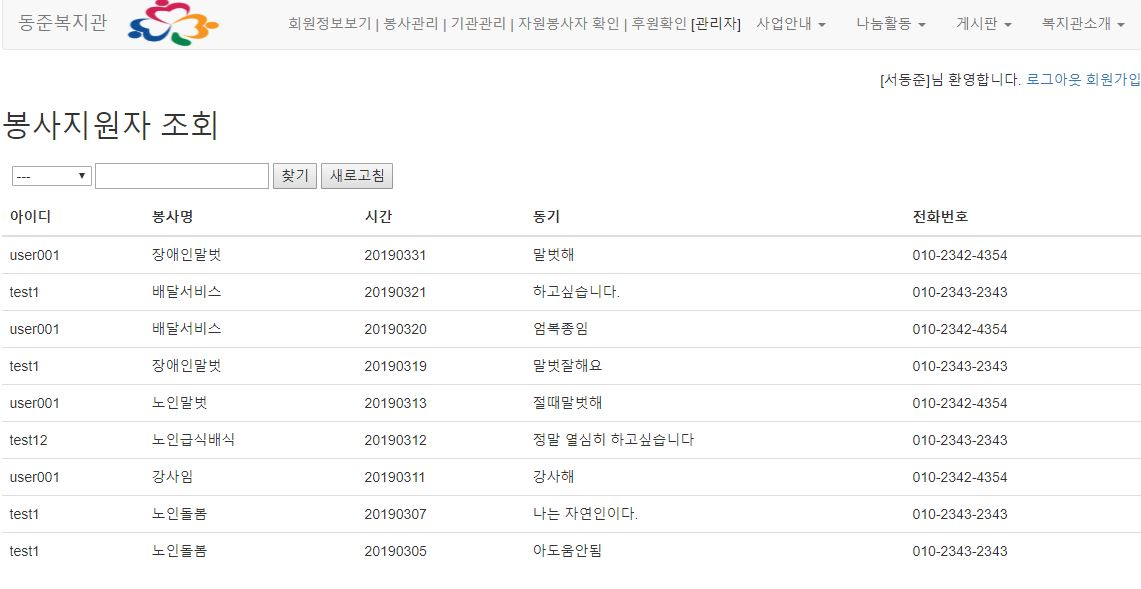 동준복지관 회원정보보기 | 봉사관리 | 기관관리 | 자원봉사자 확인 | 후원확인 [관리자] 사업안내 나눔활동 게시판 복지관소개
[서동준]님 환영합니다. 로그아웃 회원가입
봉사지원자 조회
--- 찾기 새로고침
아이디 봉사명 시간 동기 전화번호
user001 장애인말벗 20190331 말벗해 010-2342-4354
test1 배달서비스 20190321 하고싶습니다. 010-2343-2343
user001 배달서비스 20190320 엄복종임 010-2342-4354
test1 장애인말벗 20190319 말벗잘해요 010-2343-2343
user001 노인말벗 20190313 절때말벗해 010-2342-4354
test12 노인급식배식 20190312 정말 열심히 하고싶습니다 010-2343-2343
user001 강사임 20190311 강사해 010-2342-4354
test1 노인돌봄 20190307 나는 자연인이다. 010-2343-2343
test1 노인돌봄 20190305 아도움안됨 010-2343-2343